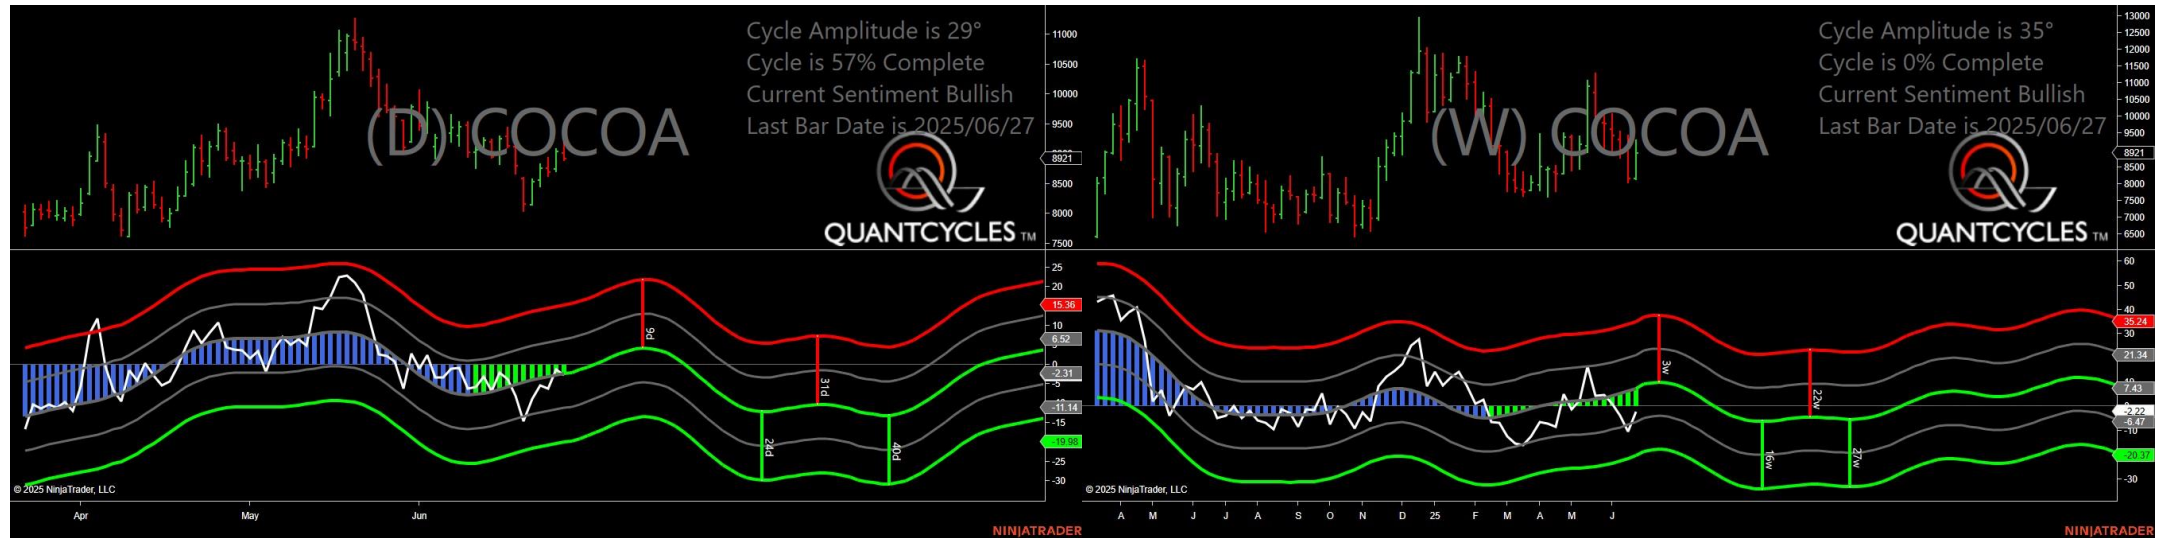 Cycle Amplitude is 29°
Cycle is 57% Complete
Current Sentiment Bullish
Last Bar Date is 2025/06/27
(D) COCOA
QUANTCYCLES TM
11000
10500
10000
9500
8921
8500
8000
7500
25
20
15.36
10
6.52
0
-2.31
-5
-11.14
-15
-19.98
-25
-30
9d
31d
24d
40d
© 2025 NinjaTrader, LLC
Apr May Jun
NINJATRADER
Cycle Amplitude is 35°
Cycle is 0% Complete
Current Sentiment Bullish
Last Bar Date is 2025/06/27
(W) COCOA
QUANTCYCLES TM
13000
12500
12000
11500
11000
10500
10000
9500
8921
8500
8000
7500
7000
6500
60
50
40
35.24
30
21.34
7.43
-2.22
-6.47
-10
-20.37
-30
3w
22w
16w
27w
© 2025 NinjaTrader, LLC
A M J J A S O N D 25 F M A M J
NINJATRADER